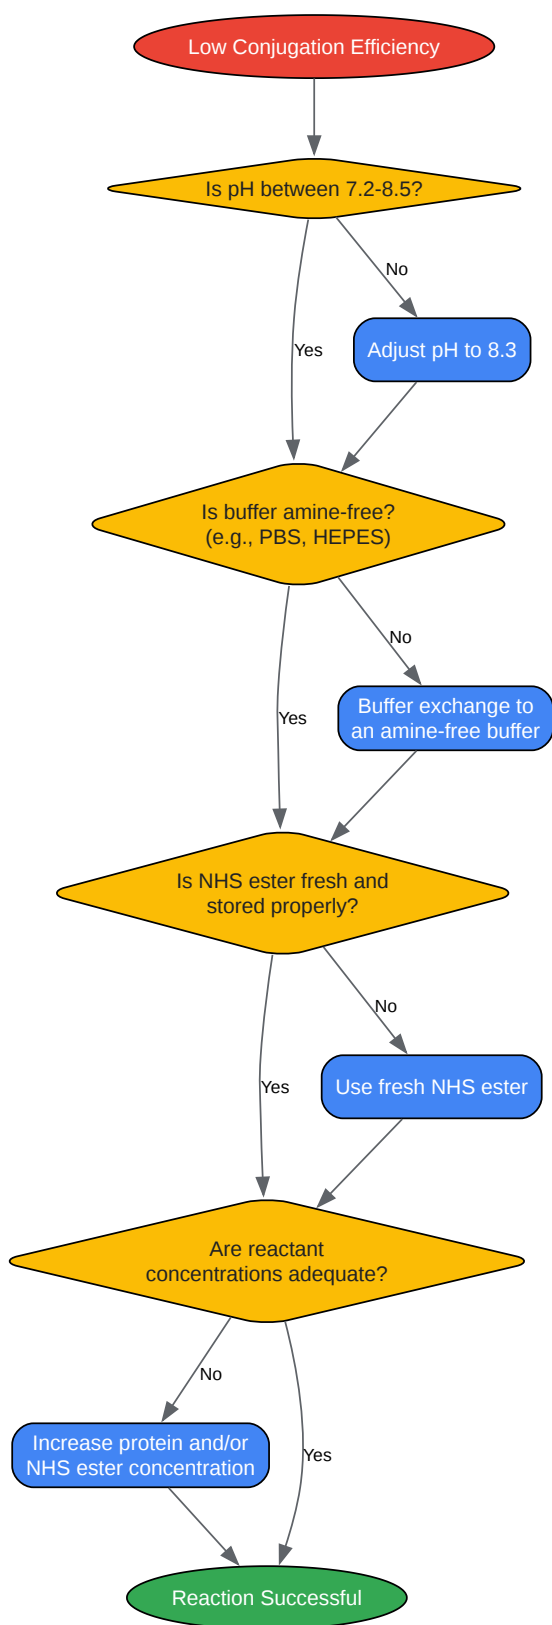 Low Conjugation Efficiency
Is pH between 7.2-8.5?
No
Yes
Adjust pH to 8.3
Is buffer amine-free?
(e.g., PBS, HEPES)
No
Yes
Buffer exchange to
an amine-free buffer
Is NHS ester fresh and
stored properly?
No
Yes
Use fresh NHS ester
Are reactant
concentrations adequate?
No
Increase protein and/or
NHS ester concentration
Yes
Reaction Successful